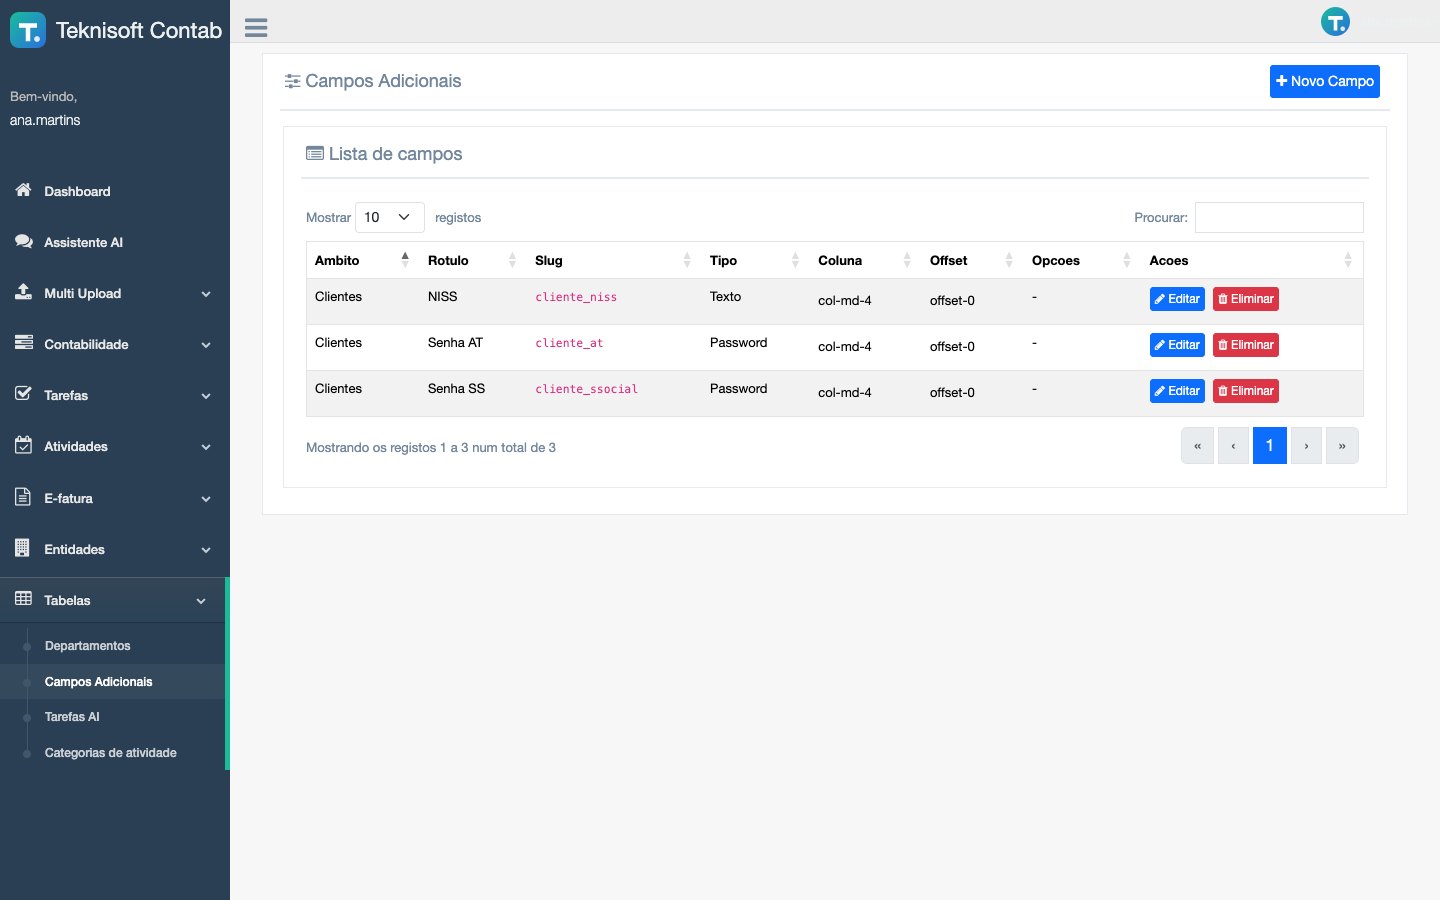 T. Teknisoft Contab
T.
Bem-vindo,
ana.martins
Dashboard
Assistente AI
Multi Upload
Contabilidade
Tarefas
Atividades
E-fatura
Entidades
Tabelas
Departamentos
Campos Adicionais
Tarefas AI
Categorias de atividade
Campos Adicionais
+ Novo Campo
Lista de campos
Mostrar 10 registos
Procurar:
Ambito Rotulo Slug Tipo Coluna Offset Opcoes Acoes
Clientes NISS cliente_niss Texto col-md-4 offset-0 - Editar Eliminar
Clientes Senha AT cliente_at Password col-md-4 offset-0 - Editar Eliminar
Clientes Senha SS cliente_ssocial Password col-md-4 offset-0 - Editar Eliminar
Mostrando os registos 1 a 3 num total de 3
« ‹ 1 › »